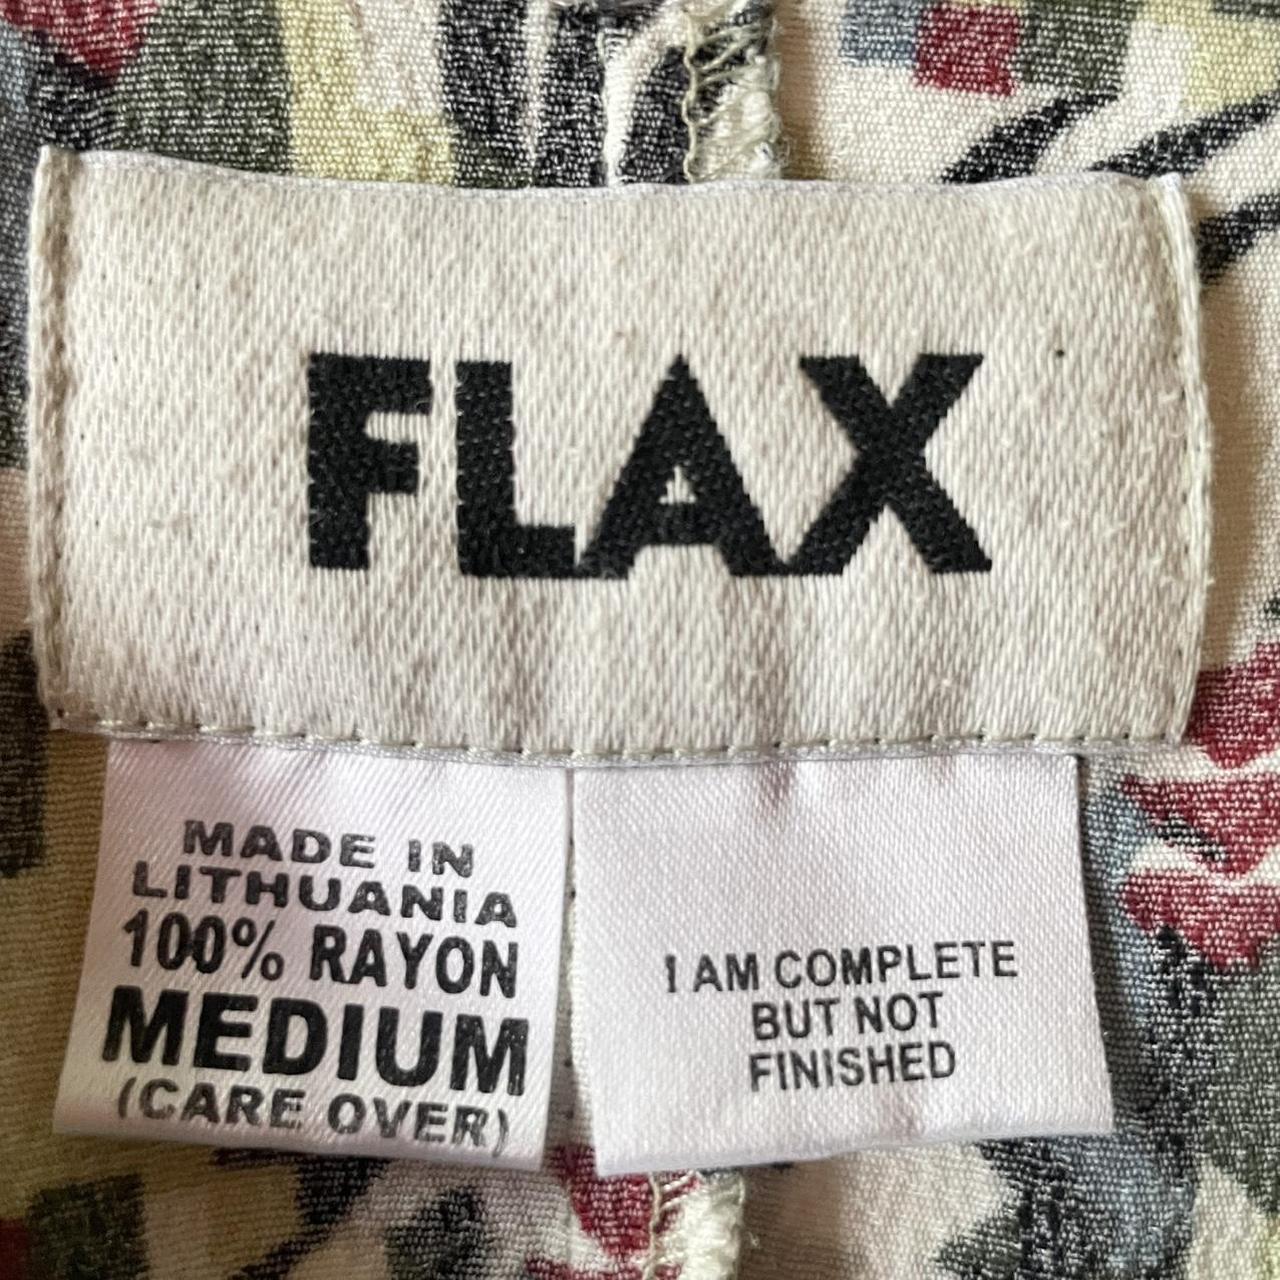 FLAX
MADE IN
LITHUANIA
100% RAYON
MEDIUM
(CARE OVER)
I AM COMPLETE
BUT NOT
FINISHED